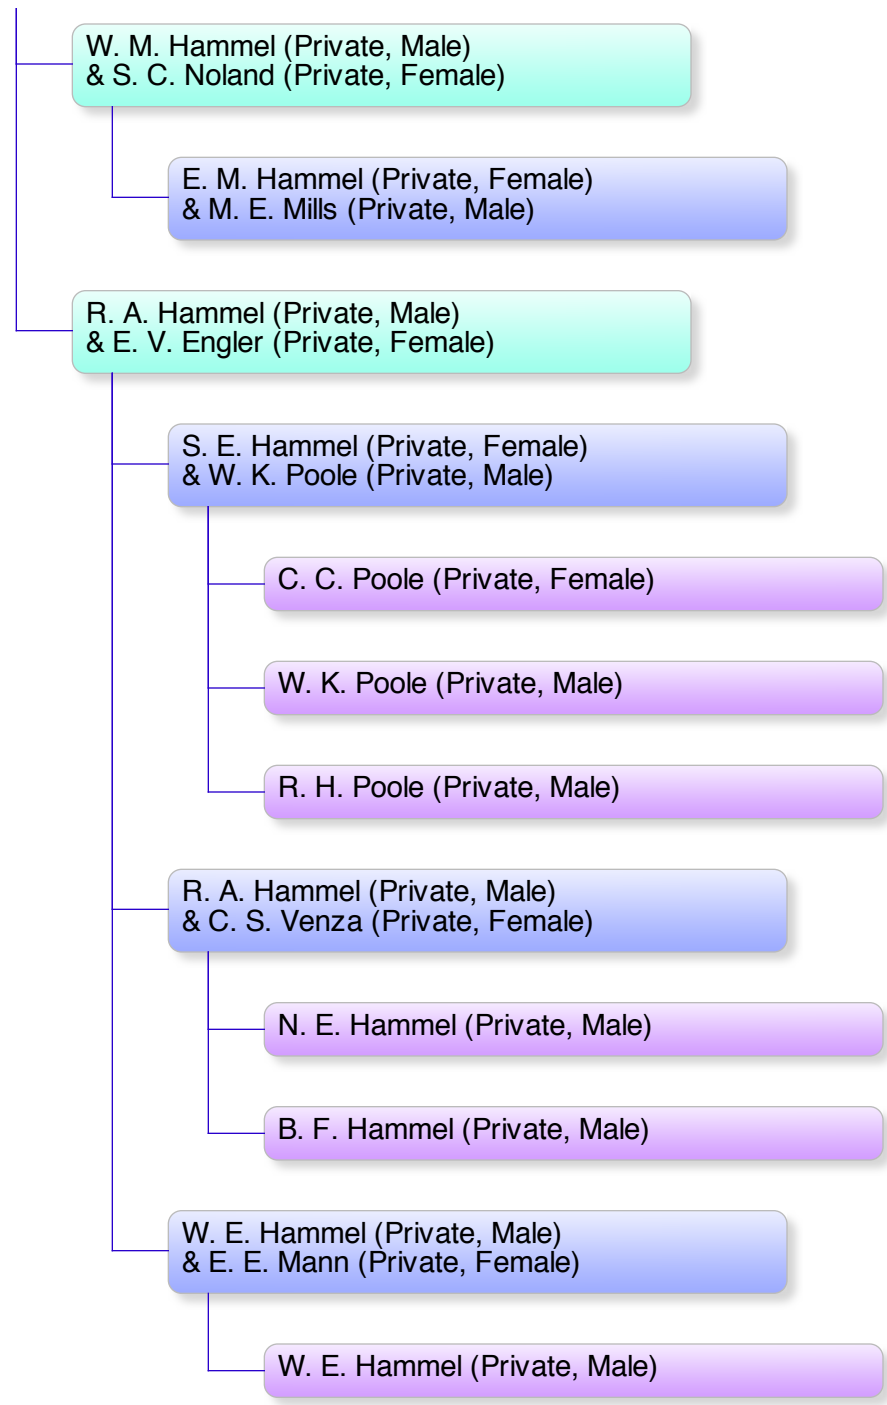 W. M. Hammel (Private, Male)
& S. C. Noland (Private, Female)
E. M. Hammel (Private, Female)
& M. E. Mills (Private, Male)
R. A. Hammel (Private, Male)
& E. V. Engler (Private, Female)
S. E. Hammel (Private, Female)
& W. K. Poole (Private, Male)
C. C. Poole (Private, Female)
W. K. Poole (Private, Male)
R. H. Poole (Private, Male)
R. A. Hammel (Private, Male)
& C. S. Venza (Private, Female)
N. E. Hammel (Private, Male)
B. F. Hammel (Private, Male)
W. E. Hammel (Private, Male)
& E. E. Mann (Private, Female)
W. E. Hammel (Private, Male)